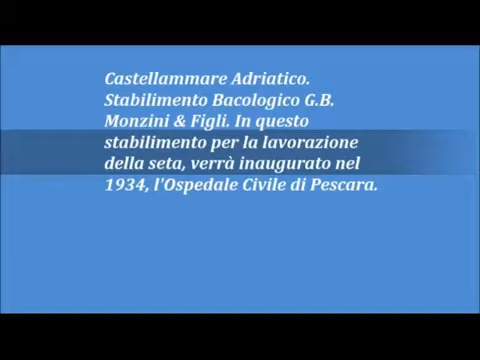 Castellammare Adriatico.
Stabilimento Bacologico G.B.
Monzini & Figli. In questo
stabilimento per la lavorazione
della seta, verrà inaugurato nel
1934, l'Ospedale Civile di Pescara.